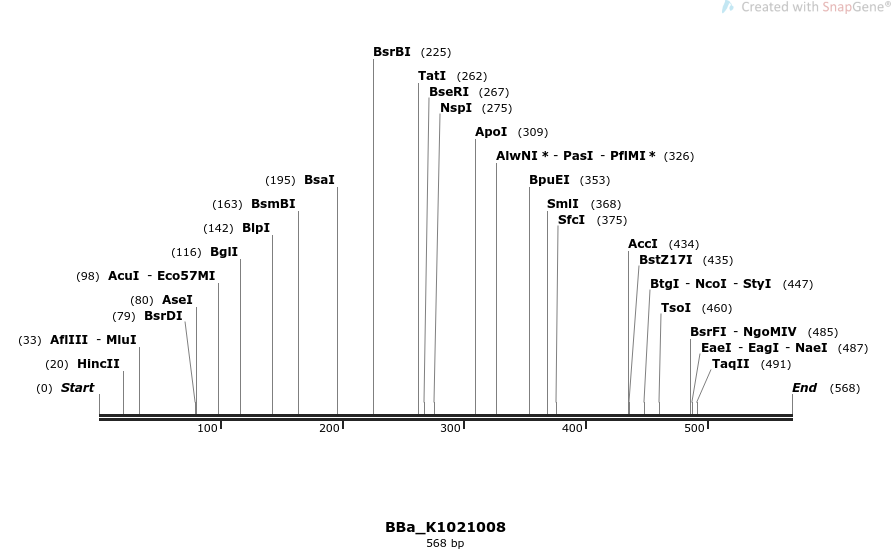 Created with SnapGene®
BsrBI (225)
TatI (262)
BseRI (267)
NspI (275)
ApoI (309)
AlwNI * - PasI - PflMI * (326)
(195) BsaI
BpuEI (353)
(163) BsmBI
SmlI (368)
SfcI (375)
(142) BlpI
AccI (434)
(116) BglI
BstZ17I (435)
(98) AcuI - Eco57MI
BtgI - NcoI - StyI (447)
(80) AseI
TsoI (460)
(79) BsrDI
BsrFI - NgoMIV (485)
(33) AflIII - MluI
EaeI - EagI - NaeI (487)
(20) HincII
TaqII (491)
(0) Start
End (568)
100 200 300 400 500
BBa_K1021008
568 bp